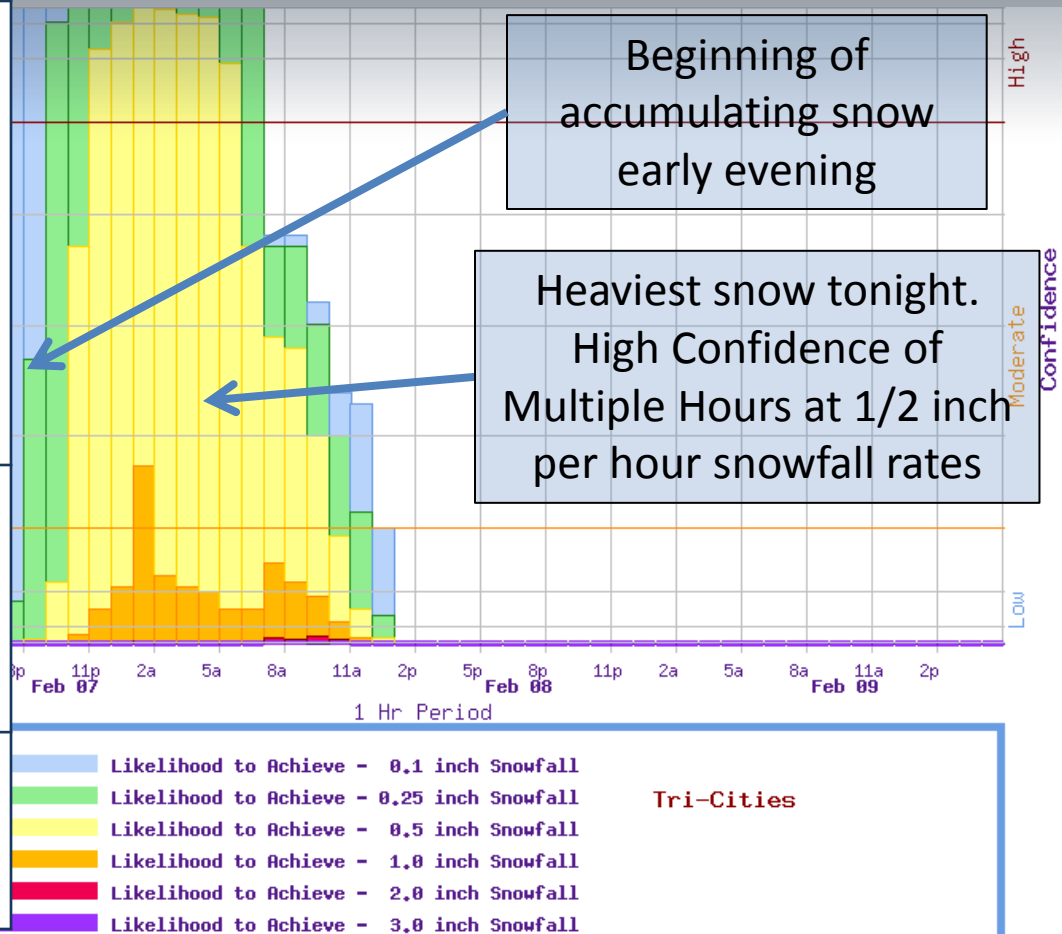 Beginning of
accumulating snow
early evening
Heaviest snow tonight.
High Confidence of
Multiple Hours at 1/2 inch
per hour snowfall rates
High
Moderate
Low
Confidence
11p 2a 5a 8a 11a 2p 5p 8p 11p 2a 5a 8a 11a 2p
Feb 07 Feb 08 Feb 09
1 Hr Period
Likelihood to Achieve - 0.1 inch Snowfall
Likelihood to Achieve - 0.25 inch Snowfall
Likelihood to Achieve - 0.5 inch Snowfall
Likelihood to Achieve - 1.0 inch Snowfall
Likelihood to Achieve - 2.0 inch Snowfall
Likelihood to Achieve - 3.0 inch Snowfall
Tri-Cities